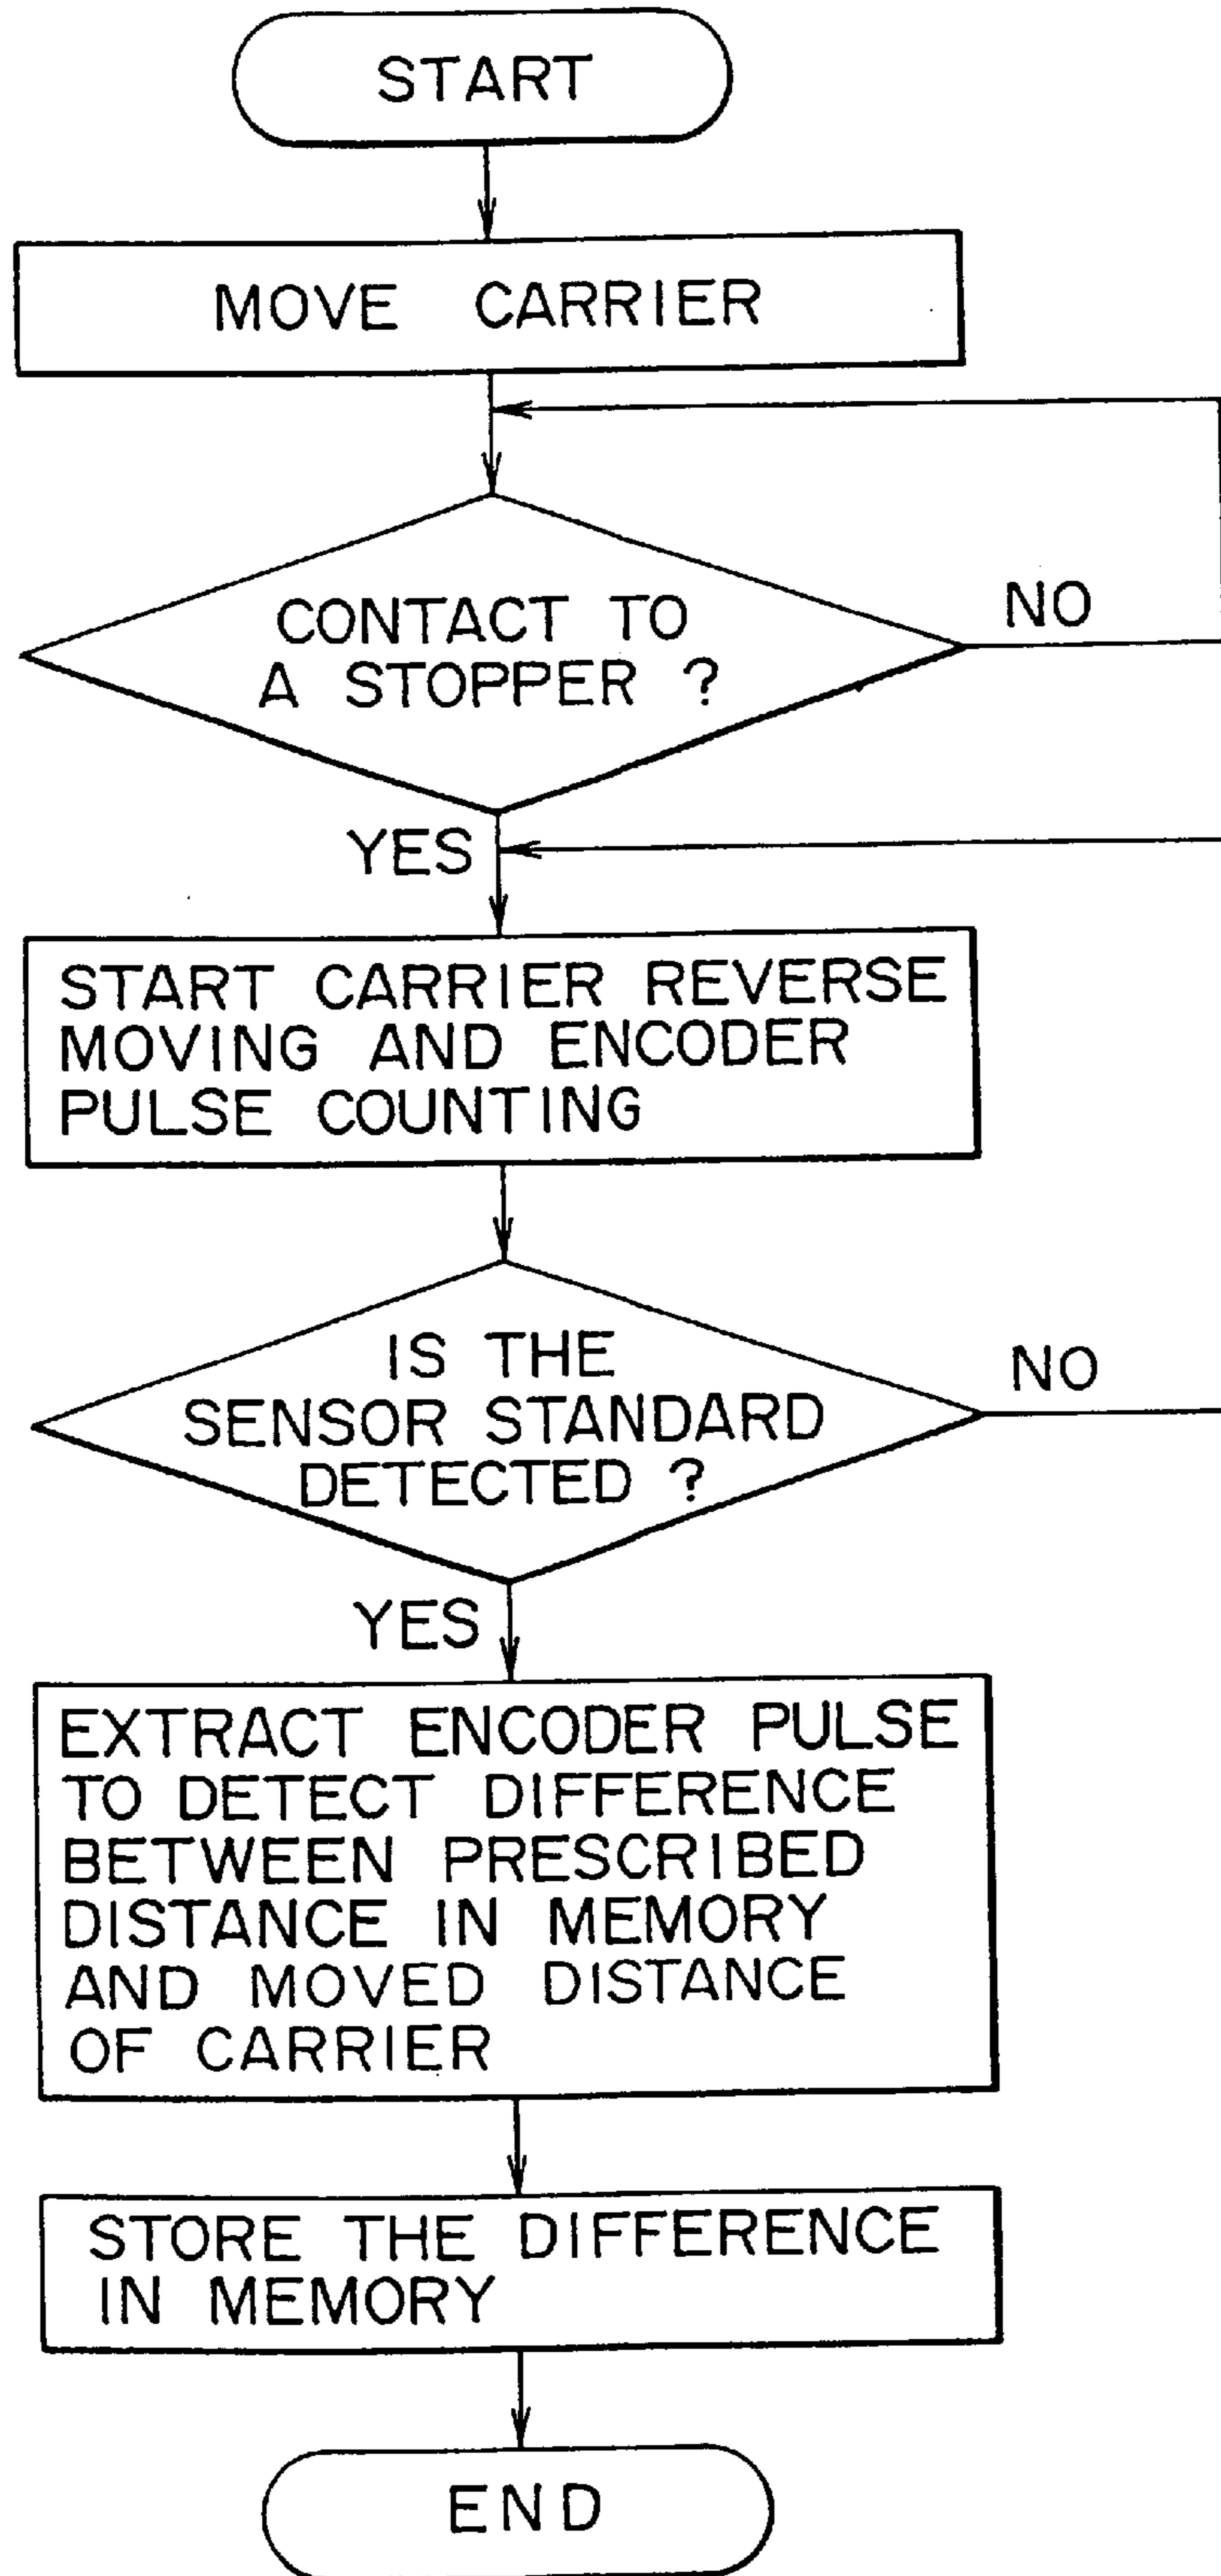 START
MOVE CARRIER
CONTACT TO
A STOPPER ?
NO
YES
START CARRIER REVERSE
MOVING AND ENCODER
PULSE COUNTING
IS THE
SENSOR STANDARD
DETECTED ?
NO
YES
EXTRACT ENCODER PULSE
TO DETECT DIFFERENCE
BETWEEN PRESCRIBED
DISTANCE IN MEMORY
AND MOVED DISTANCE
OF CARRIER
STORE THE DIFFERENCE
IN MEMORY
END